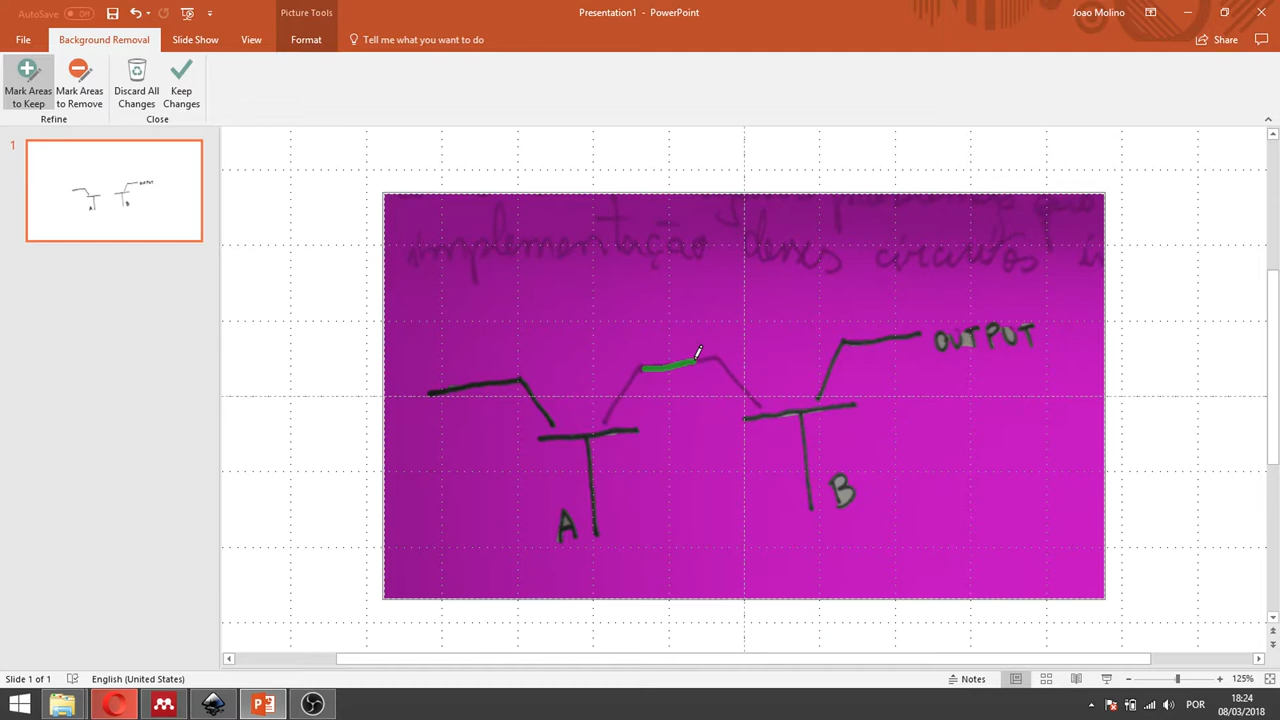 AutoSave Off
Picture Tools
Presentation1 - PowerPoint
Joao Molino
File Background Removal Slide Show View Format Tell me what you want to do
Share
Mark Areas to Keep
Mark Areas to Remove
Discard All Changes
Keep Changes
Refine
Close
1
OUTPUT
A
B
implementação desses circuitos
OUTPUT
A
B
Slide 1 of 1
English (United States)
Notes
125%
POR
18:24
08/03/2018